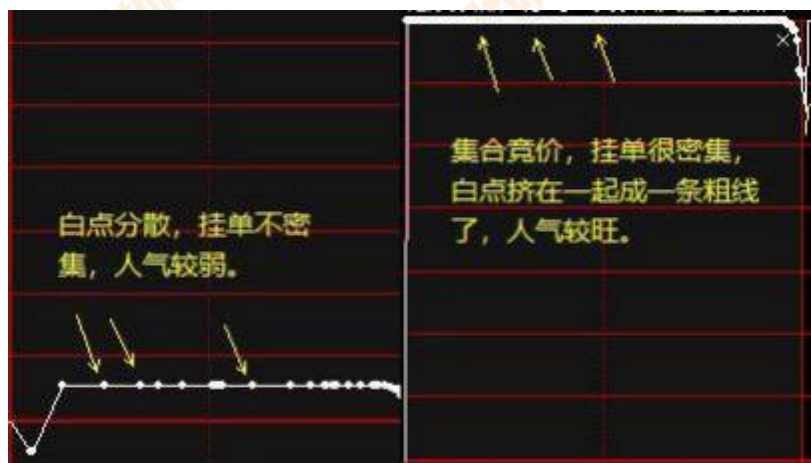 白点分散，挂单不密
集，人气较弱。
集合竞价，挂单很密集，
白点挤在一起成一条粗线
了，人气较旺。